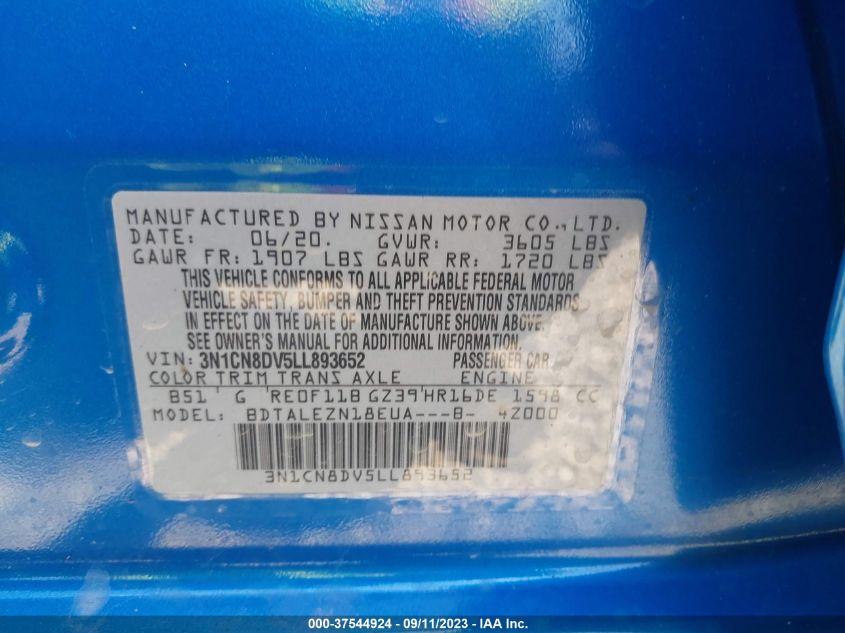 MANUFACTURED BY NISSAN MOTOR CO., LTD.
DATE: 06/20. GVWR: 3605 LBS
GAWR FR: 1907 LBS GAWR RR: 1720 LBS
THIS VEHICLE CONFORMS TO ALL APPLICABLE FEDERAL MOTOR
VEHICLE SAFETY, BUMPER AND THEFT PREVENTION STANDARDS
IN EFFECT ON THE DATE OF MANUFACTURE SHOWN ABOVE.
SEE OWNER'S MANUAL FOR ADDITIONAL INFORMATION.
VIN: 3N1CN8DV5LL893652 PASSENGER CAR
COLOR TRIM TRANS AXLE ENGINE
B51 G RE0F11B GZ39 HR16DE 1598 CC
MODEL: BDTALEZN18EUA---B- 4Z000
3N1CN8DV5LL893652
000-37544924 - 09/11/2023 - IAA Inc.